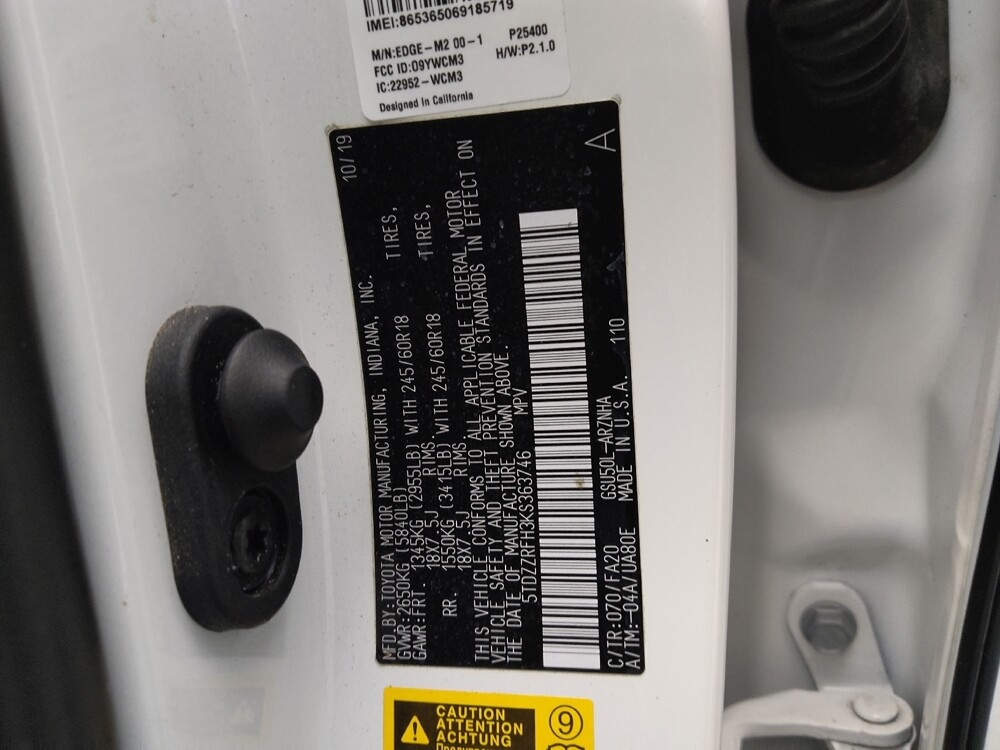 IMEI:865365069185719
M/N:EDGE-M2 00-1 P25400
FCC ID:O9YWCM3 H/W:P2.1.0
IC:22952-WCM3
Designed In California
10/19
MFD.BY:TOYOTA MOTOR MANUFACTURING, INDIANA, INC.
GVWR:2650KG (5840LB)
GAWR:FRT. 1345KG (2955LB) WITH 245/60R18 TIRES,
18X7.5J RIMS.
RR. 1550KG (3415LB) WITH 245/60R18 TIRES,
18X7.5J RIMS.
THIS VEHICLE CONFORMS TO ALL APPLICABLE FEDERAL MOTOR
VEHICLE SAFETY AND THEFT PREVENTION STANDARDS IN EFFECT ON
THE DATE OF MANUFACTURE SHOWN ABOVE.
5TDZZRFH3KS363746 MPV
A
C/TR:070/FA20 GSU50L-ARZNHA
A/TM:-04A/UA80E MADE IN U.S.A. 110
CAUTION
ATTENTION
ACHTUNG
9